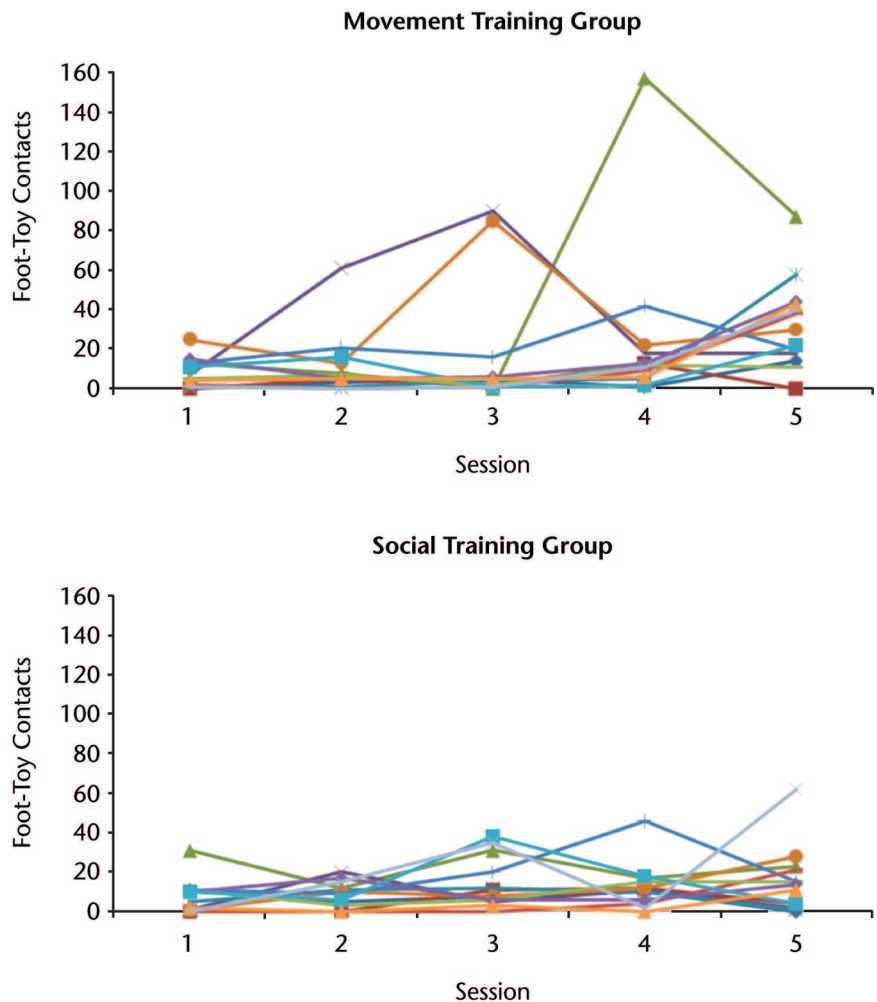 Movement Training Group
Foot-Toy Contacts
160
140
120
100
80
60
40
20
0
1 2 3 4 5
Session
Social Training Group
Foot-Toy Contacts
160
140
120
100
80
60
40
20
0
1 2 3 4 5
Session